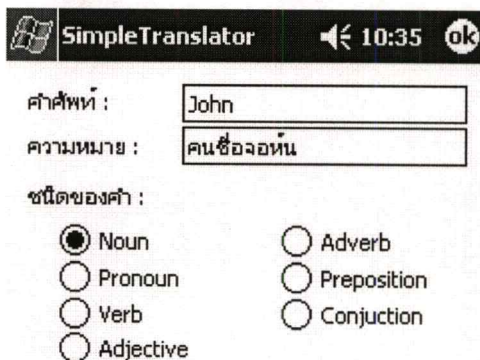 SimpleTranslator 10:35 ok
คำศัพท์ : John
ความหมาย : คนชื่อจอห์น
ชนิดของคำ :
Noun Adverb
Pronoun Preposition
Verb Conjuction
Adjective